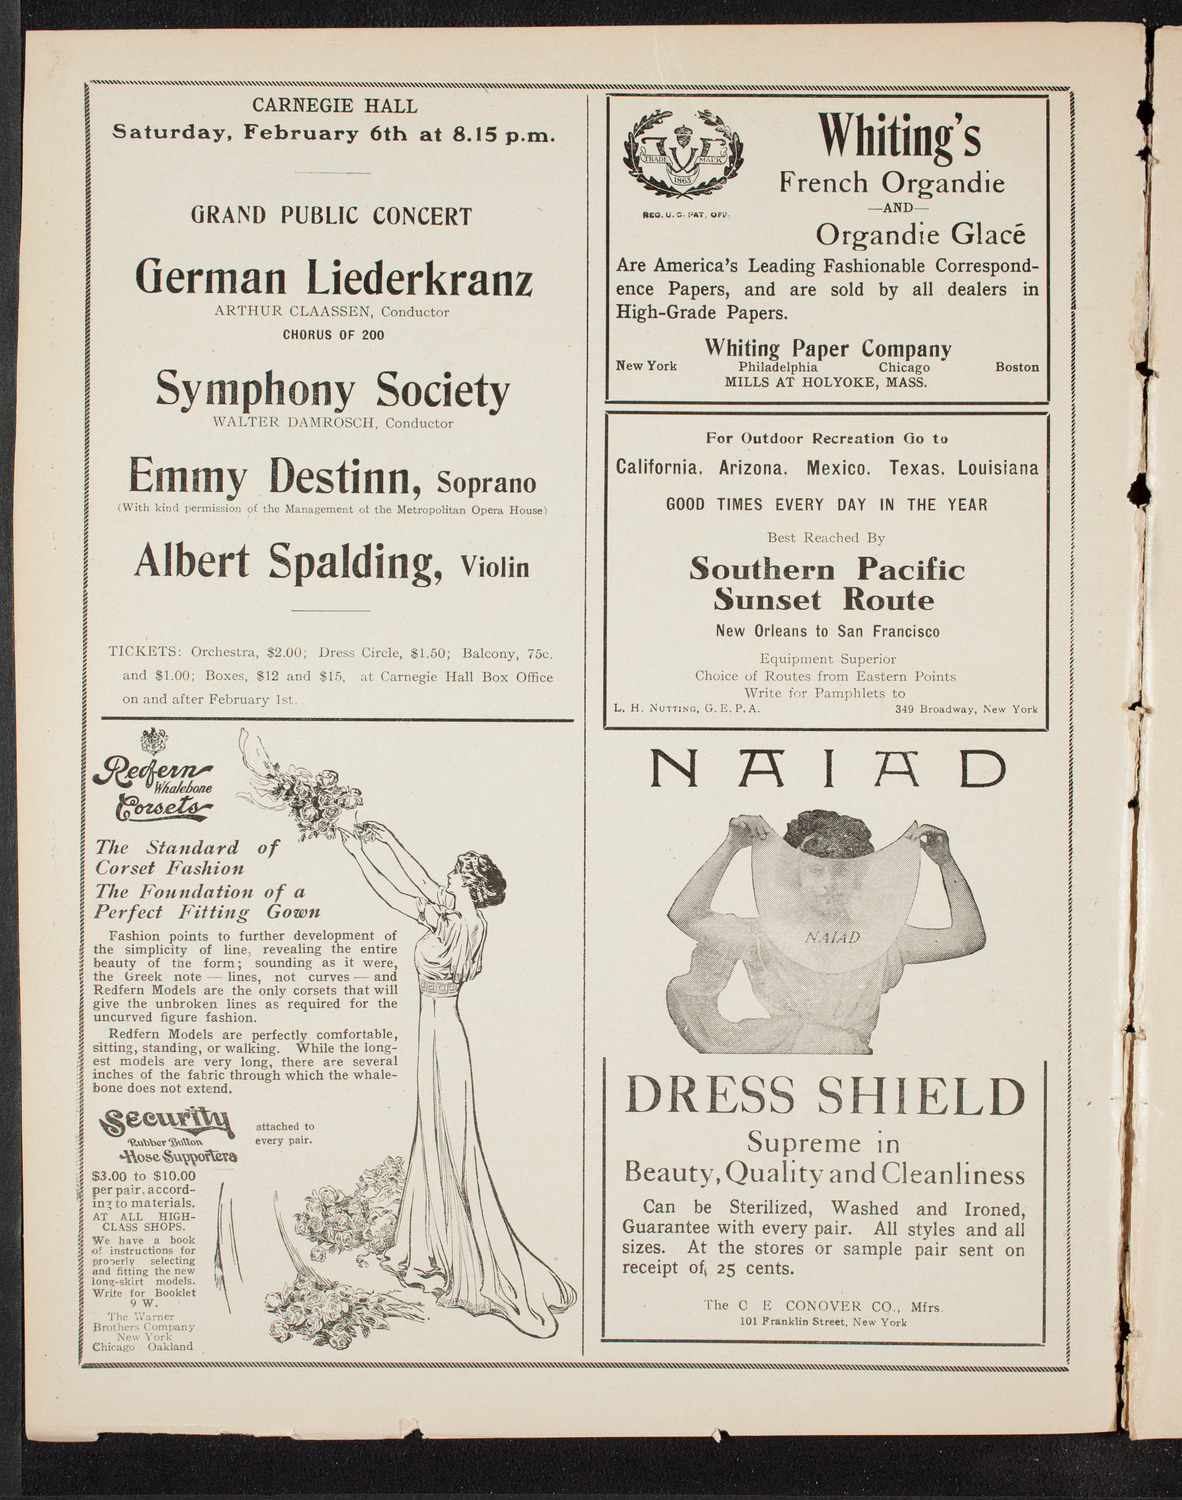 CARNEGIE HALL
Saturday, February 6th at 8.15 p.m.
GRAND PUBLIC CONCERT
German Liederkranz
ARTHUR CLAASSEN, Conductor
CHORUS OF 200
Symphony Society
WALTER DAMROSCH, Conductor
Emmy Destinn, Soprano
(With kind permission of the Management of the Metropolitan Opera House)
Albert Spalding, Violin
TICKETS: Orchestra, $2.00; Dress Circle, $1.50; Balcony, 75c.
and $1.00; Boxes, $12 and $15, at Carnegie Hall Box Office
on and after February 1st.
Redfern
Whalebone
Corsets
The Standard of
Corset Fashion
The Foundation of a
Perfect Fitting Gown
Fashion points to further development of
the simplicity of line, revealing the entire
beauty of the form; sounding as it were,
the Greek note — lines, not curves — and
Redfern Models are the only corsets that will
give the unbroken lines as required for the
uncurved figure fashion.
Redfern Models are perfectly comfortable,
sitting, standing, or walking. While the long-
est models are very long, there are several
inches of the fabric through which the whale-
bone does not extend.
Security
Rubber Button
Hose Supporters
attached to
every pair.
$3.00 to $10.00
per pair, accord-
ing to materials.
AT ALL HIGH-
CLASS SHOPS.
We have a book
of instructions for
properly selecting
and fitting the new
long-skirt models.
Write for Booklet
9 W.
The Warner
Brothers Company
New York
Chicago Oakland
TRADE MARK
1865
REG. U.S. PAT. OFF.
Whiting's
French Organdie
—AND—
Organdie Glacé
Are America's Leading Fashionable Correspond-
ence Papers, and are sold by all dealers in
High-Grade Papers.
Whiting Paper Company
New York Philadelphia Chicago Boston
MILLS AT HOLYOKE, MASS.
For Outdoor Recreation Go to
California, Arizona, Mexico, Texas, Louisiana
GOOD TIMES EVERY DAY IN THE YEAR
Best Reached By
Southern Pacific
Sunset Route
New Orleans to San Francisco
Equipment Superior
Choice of Routes from Eastern Points
Write for Pamphlets to
L. H. NUTTING, G. E. P. A. 349 Broadway, New York
NAIAD
NAIAD
DRESS SHIELD
Supreme in
Beauty, Quality and Cleanliness
Can be Sterilized, Washed and Ironed,
Guarantee with every pair. All styles and all
sizes. At the stores or sample pair sent on
receipt of 25 cents.
The O E CONOVER CO., Mfrs.
101 Franklin Street, New York